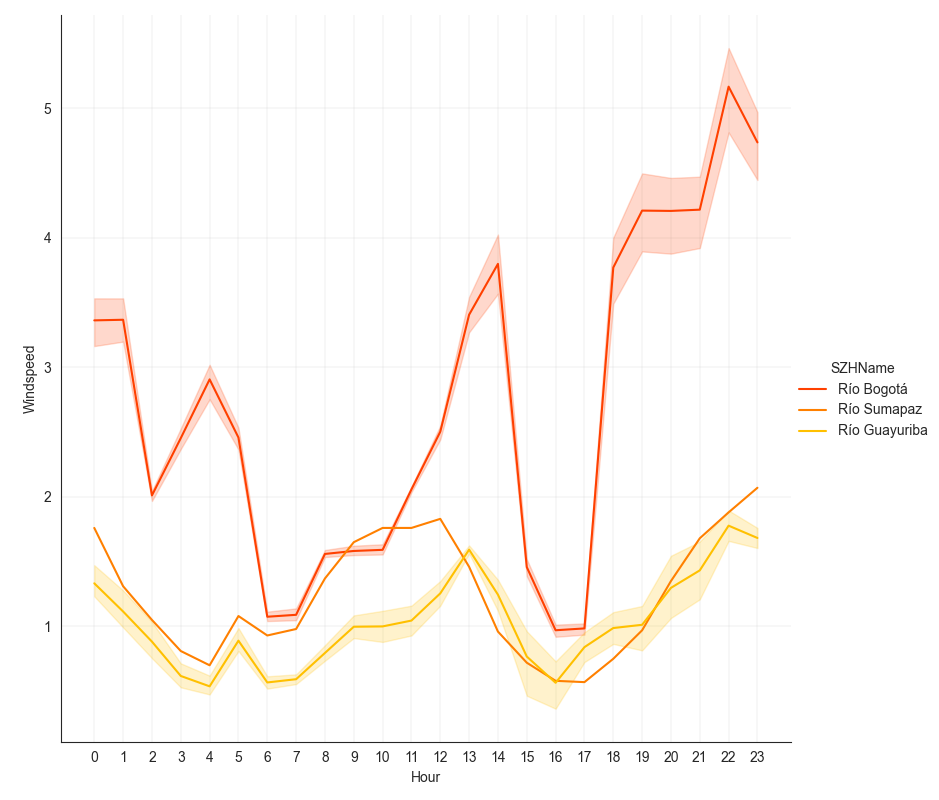 5
4
3
2
1
Windspeed
0 1 2 3 4 5 6 7 8 9 10 11 12 13 14 15 16 17 18 19 20 21 22 23
Hour
SZHName
Río Bogotá
Río Sumapaz
Río Guayuriba